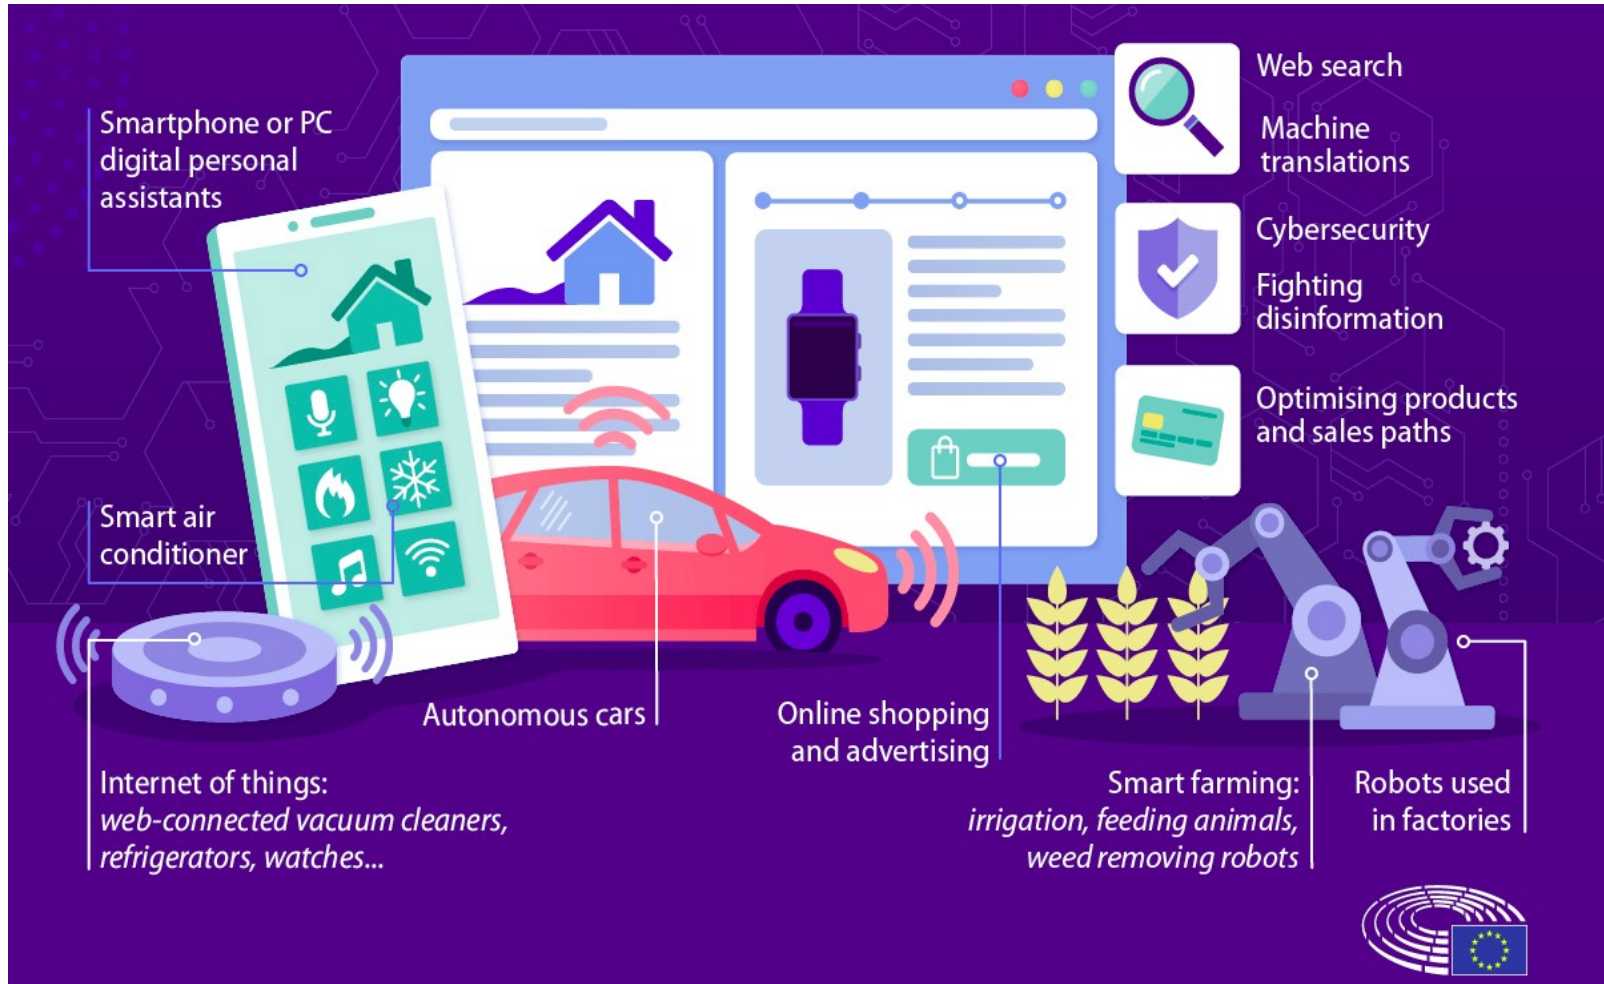 Smartphone or PC
digital personal
assistants
Web search
Machine
translations
Cybersecurity
Fighting
disinformation
Optimising products
and sales paths
Smart air
conditioner
Autonomous cars
Online shopping
and advertising
Internet of things:
web-connected vacuum cleaners,
refrigerators, watches...
Smart farming:
irrigation, feeding animals,
weed removing robots
Robots used
in factories